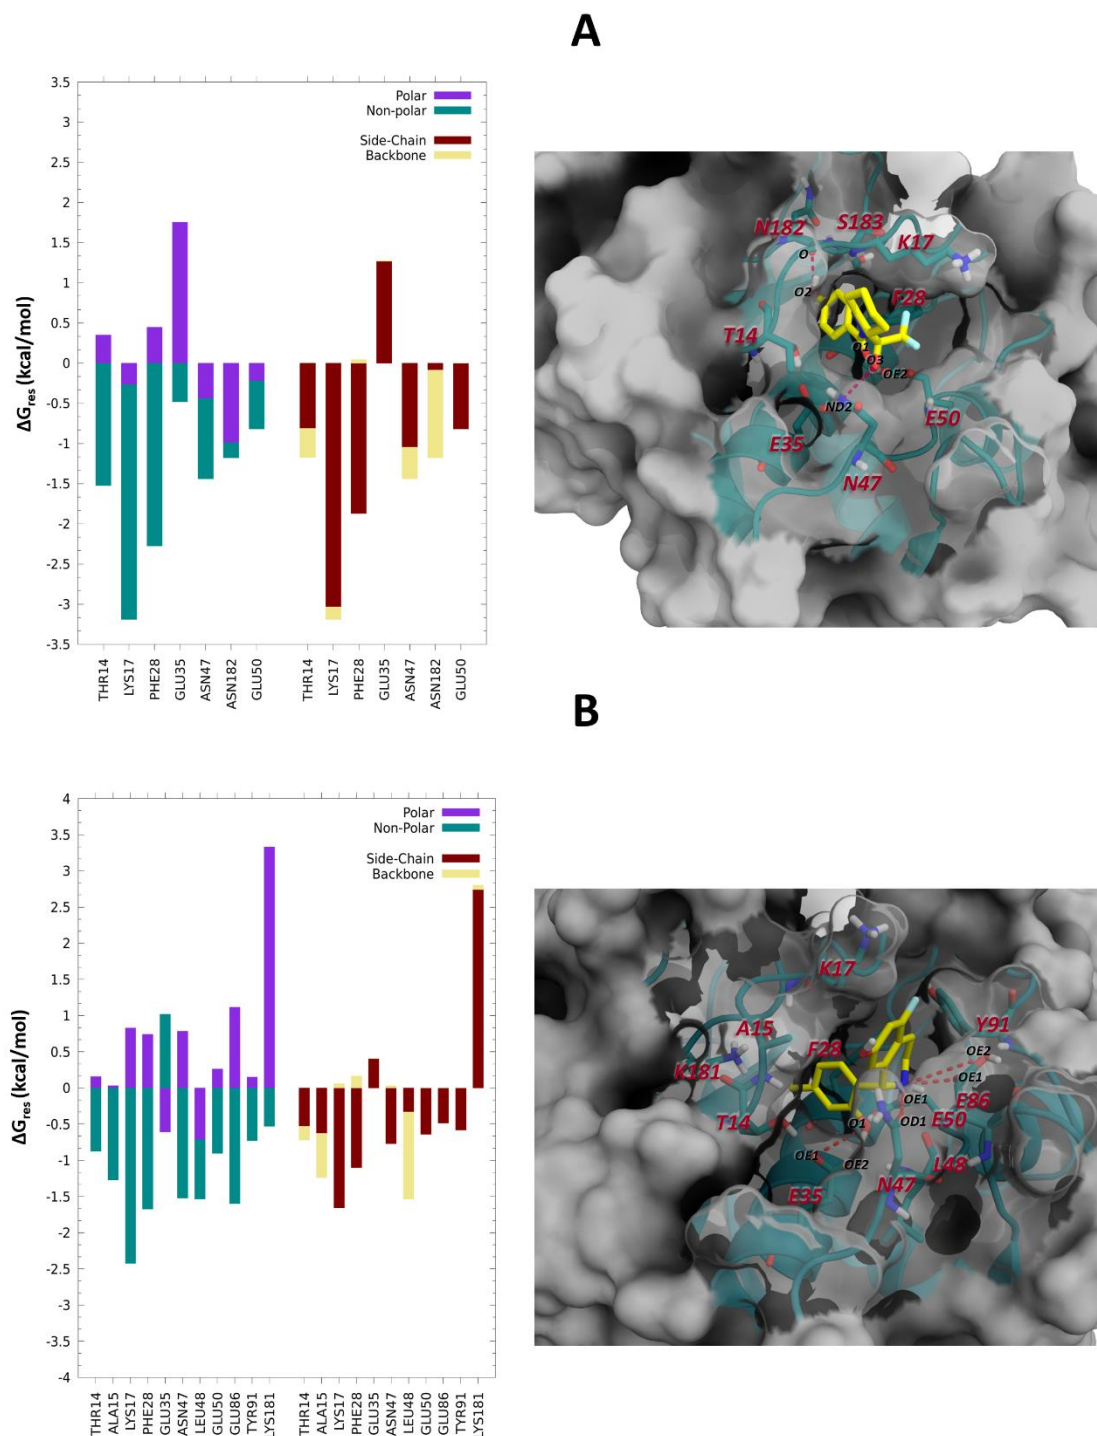 A
3.5
3
2.5
2
1.5
1
0.5
0
-0.5
-1
-1.5
-2
-2.5
-3
-3.5
ΔGres (kcal/mol)
Polar
Non-polar
Side-Chain
Backbone
THR14
LYS17
PHE28
GLU35
ASN47
ASN182
GLU50
THR14
LYS17
PHE28
GLU35
ASN47
ASN182
GLU50
N182
S183
K17
O
O2
F28
T14
O1
O3
OE2
ND2
E35
E50
N47
B
4
3.5
3
2.5
2
1.5
1
0.5
0
-0.5
-1
-1.5
-2
-2.5
-3
-3.5
-4
ΔGres (kcal/mol)
Polar
Non-Polar
Side-Chain
Backbone
THR14
ALA15
LYS17
PHE28
GLU35
ASN47
LEU48
GLU50
GLU86
TYR91
LYS181
THR14
ALA15
LYS17
PHE28
GLU35
ASN47
LEU48
GLU50
GLU86
TYR91
LYS181
K17
A15
Y91
F28
OE2
K181
OE1
OE1
E86
T14
O1
OD1
E50
OE1
OE2
L48
E35
N47